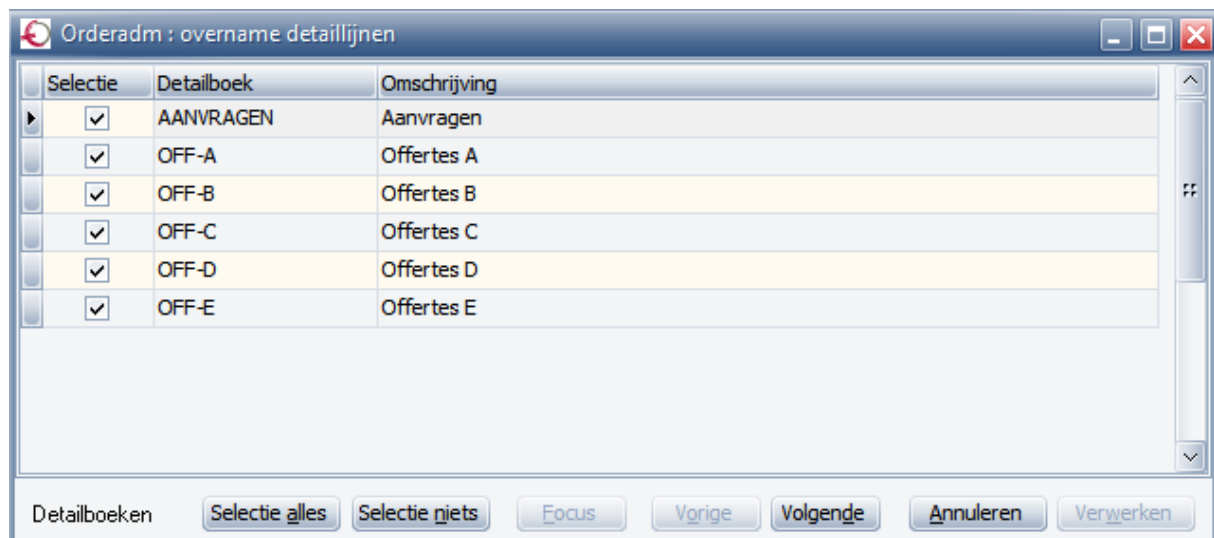 Orderadm : overname detaillijnen
Selectie Detailboek Omschrijving
AANVRAGEN Aanvragen
OFF-A Offertes A
OFF-B Offertes B
OFF-C Offertes C
OFF-D Offertes D
OFF-E Offertes E
Detailboeken Selectie alles Selectie niets Focus Vorige Volgende Annuleren Verwerken